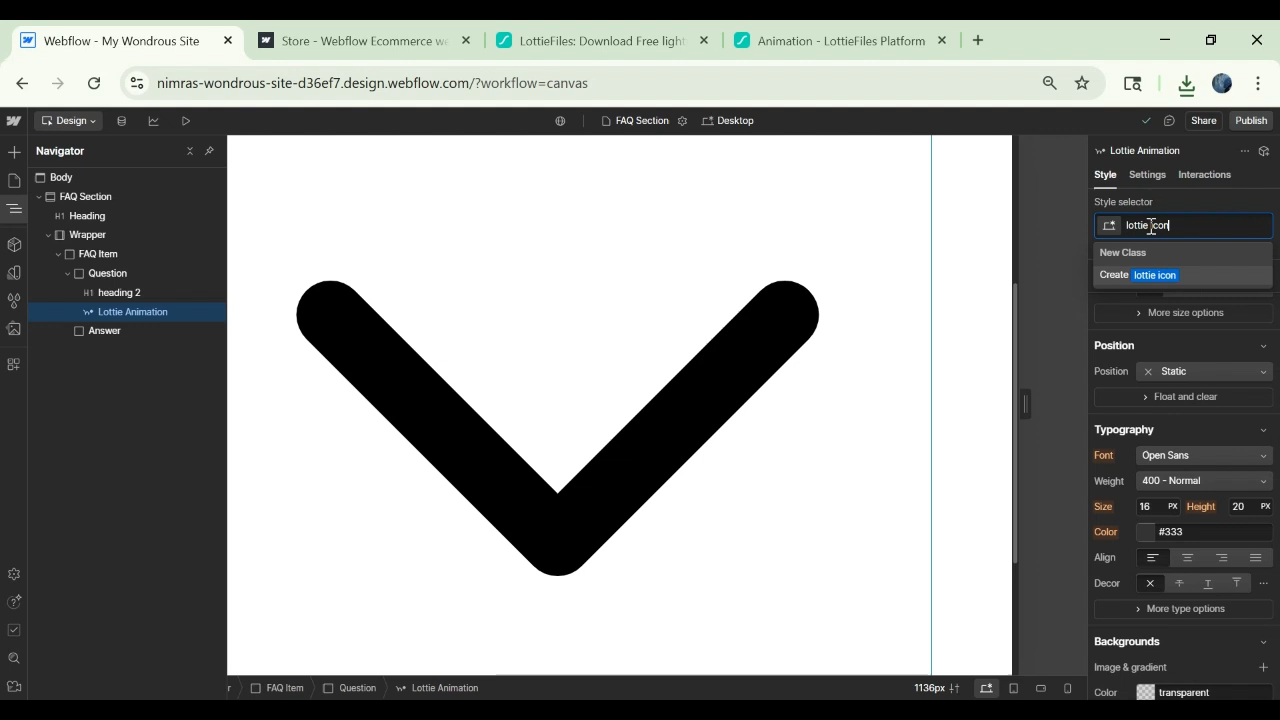 Webflow - My Wondrous Site
Store - Webflow Ecommerce we
LottieFiles: Download Free light
Animation - LottieFiles Platform
nimras-wondrous-site-d36ef7.design.webflow.com/?workflow=canvas
Design
FAQ Section
Desktop
Share
Publish
Navigator
Body
FAQ Section
H1 Heading
Wrapper
FAQ Item
Question
H1 heading 2
Lottie Animation
Answer
Lottie Animation
Style Settings Interactions
Style selector
lottie icon
New Class
Create lottie icon
More size options
Position
Position Static
Float and clear
Typography
Font Open Sans
Weight 400 - Normal
Size 16 PX Height 20 PX
Color #333
Align
Decor
More type options
Backgrounds
Image & gradient
Color transparent
r FAQ Item Question Lottie Animation
1136px